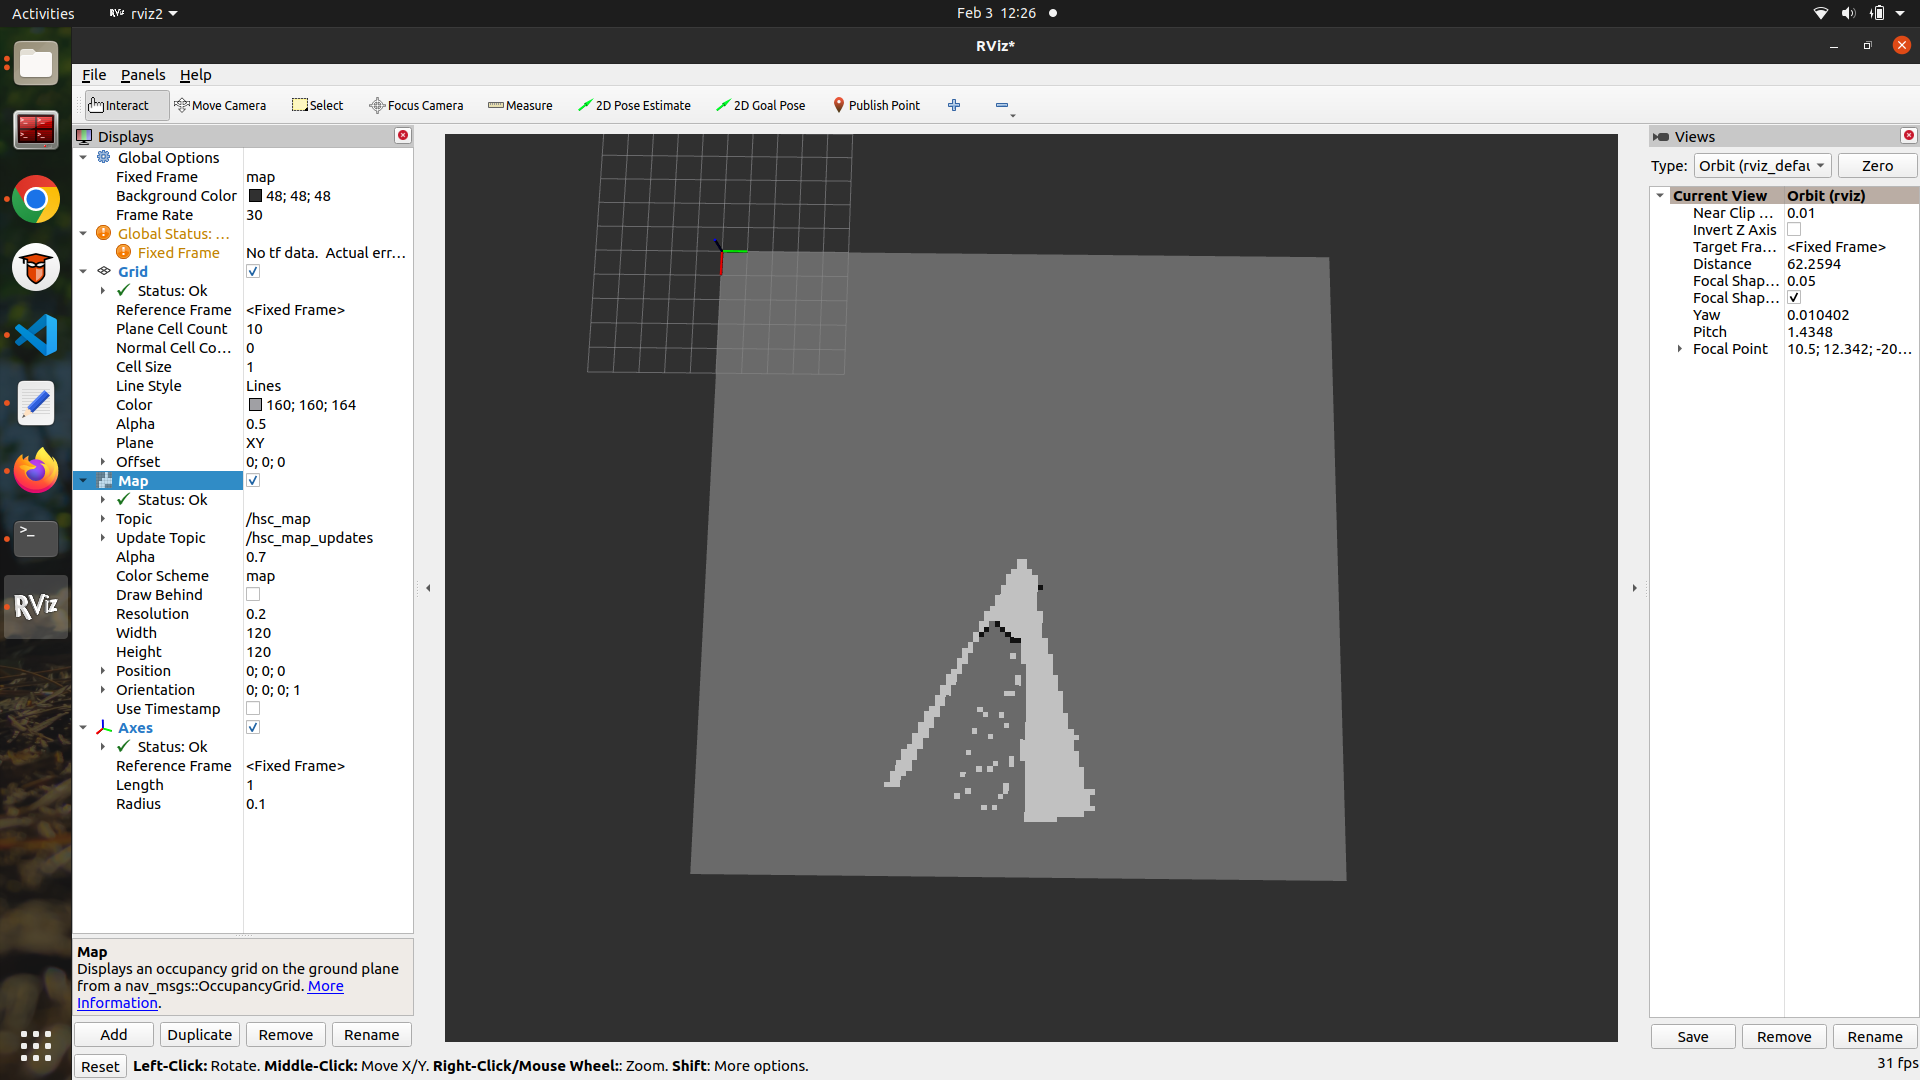 Activities
RViz rviz2
Feb 3 12:26
RViz*
File Panels Help
Interact Move Camera Select Focus Camera Measure 2D Pose Estimate 2D Goal Pose Publish Point
Displays
Global Options
Fixed Frame map
Background Color 48; 48; 48
Frame Rate 30
Global Status: ...
Fixed Frame No tf data. Actual err...
Grid
Status: Ok
Reference Frame <Fixed Frame>
Plane Cell Count 10
Normal Cell Co... 0
Cell Size 1
Line Style Lines
Color 160; 160; 164
Alpha 0.5
Plane XY
Offset 0; 0; 0
Map
Status: Ok
Topic /hsc_map
Update Topic /hsc_map_updates
Alpha 0.7
Color Scheme map
Draw Behind
Resolution 0.2
Width 120
Height 120
Position 0; 0; 0
Orientation 0; 0; 0; 1
Use Timestamp
Axes
Status: Ok
Reference Frame <Fixed Frame>
Length 1
Radius 0.1
Map
Displays an occupancy grid on the ground plane
from a nav_msgs::OccupancyGrid. More
Information.
Add Duplicate Remove Rename
Reset Left-Click: Rotate. Middle-Click: Move X/Y. Right-Click/Mouse Wheel:: Zoom. Shift: More options.
Views
Type: Orbit (rviz_defau Zero
Current View Orbit (rviz)
Near Clip ... 0.01
Invert Z Axis
Target Fra... <Fixed Frame>
Distance 62.2594
Focal Shap... 0.05
Focal Shap...
Yaw 0.010402
Pitch 1.4348
Focal Point 10.5; 12.342; -20...
Save Remove Rename
31 fps
>_
RViz